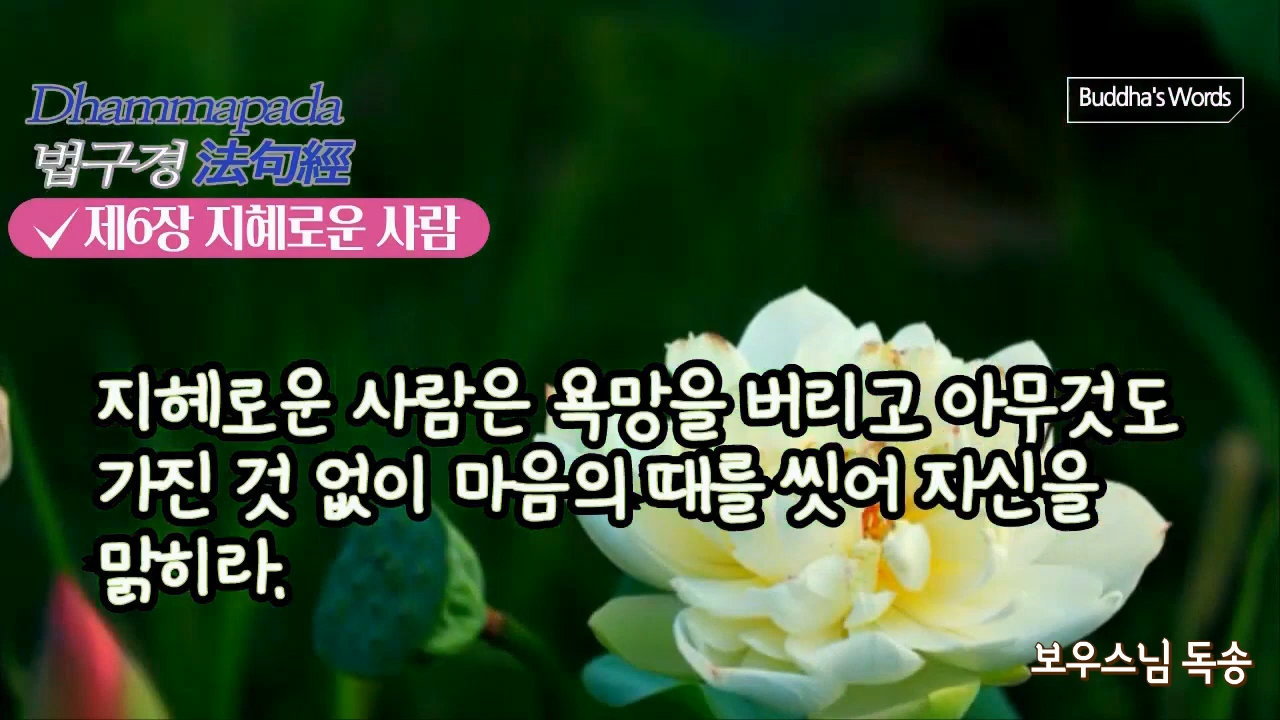 Dhammapada
법구경 法句經
Buddha's Words
제6장 지혜로운 사람
지혜로운 사람은 욕망을 버리고 아무것도
가진 것 없이 마음의 때를 씻어 자신을
맑히라.
보우스님 독송